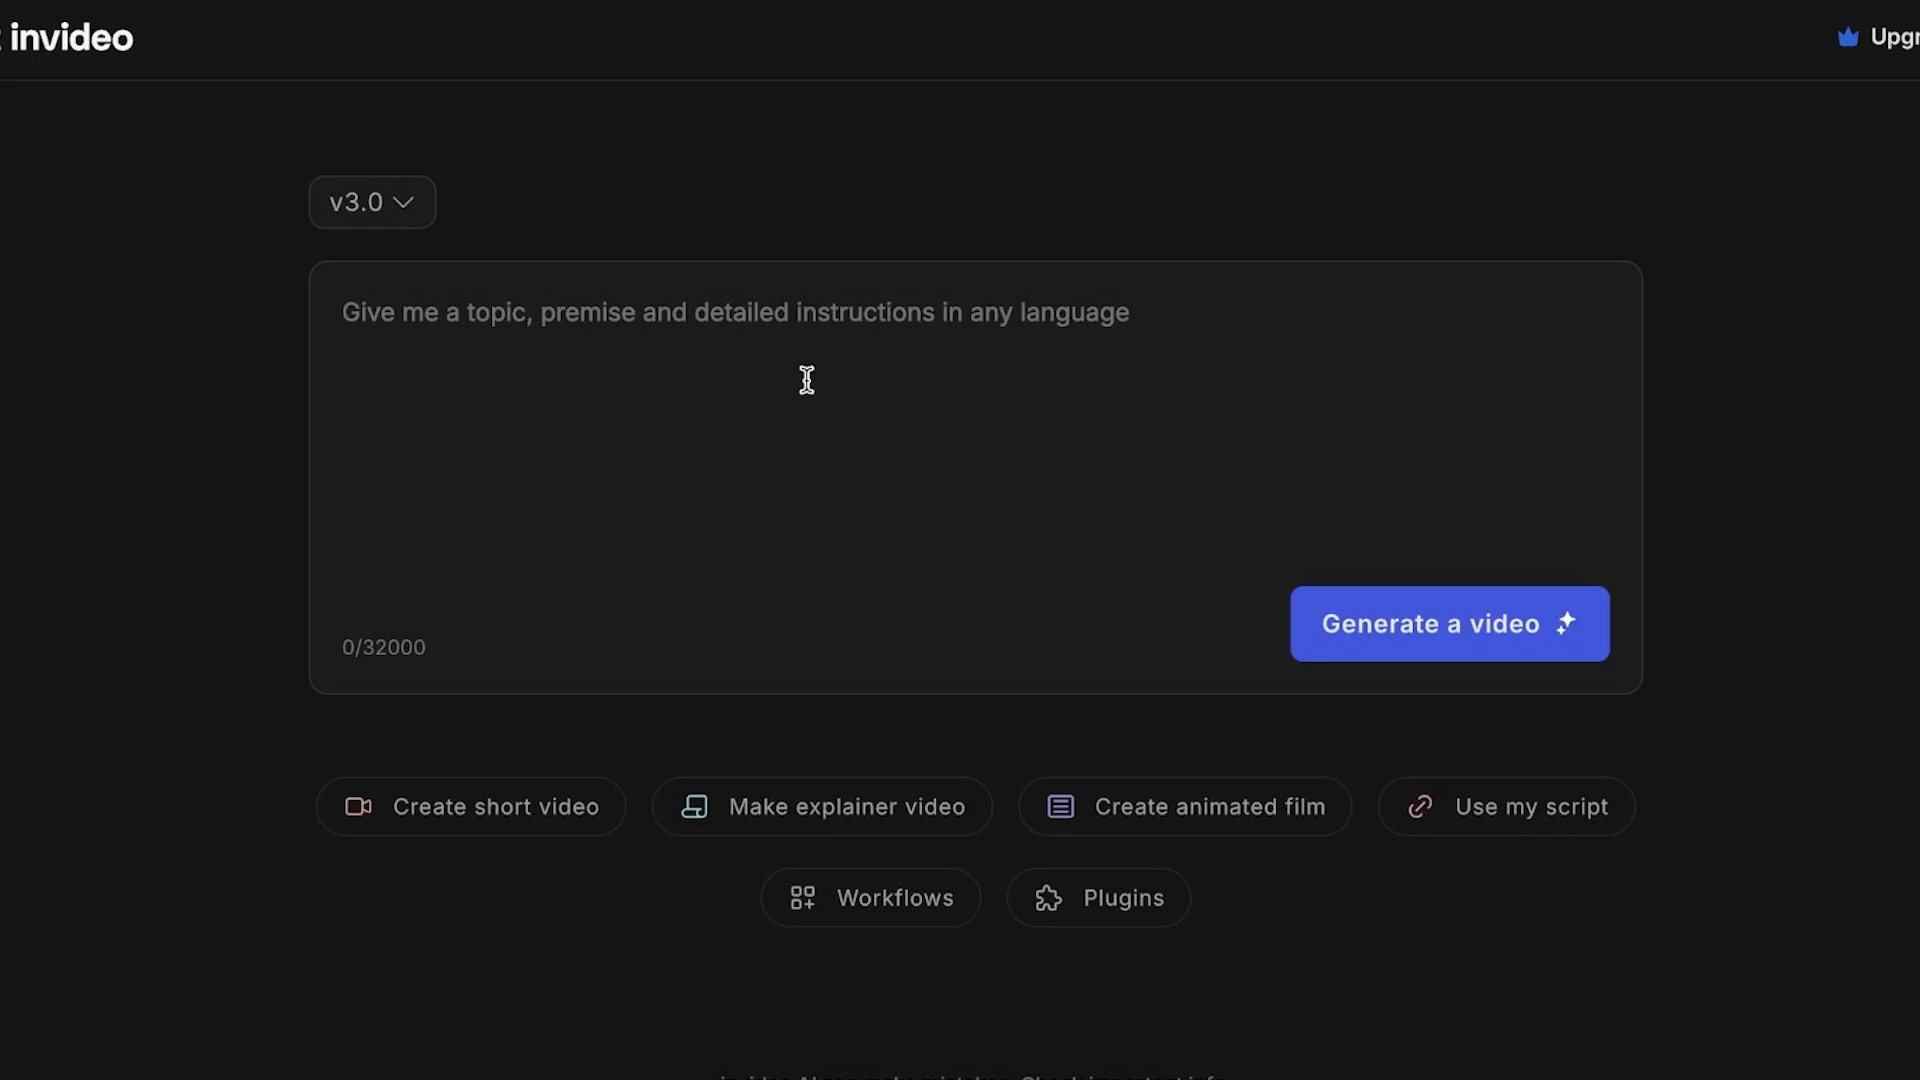 invideo
Upgr
v3.0
Give me a topic, premise and detailed instructions in any language
0/32000
Generate a video
Create short video
Make explainer video
Create animated film
Use my script
Workflows
Plugins